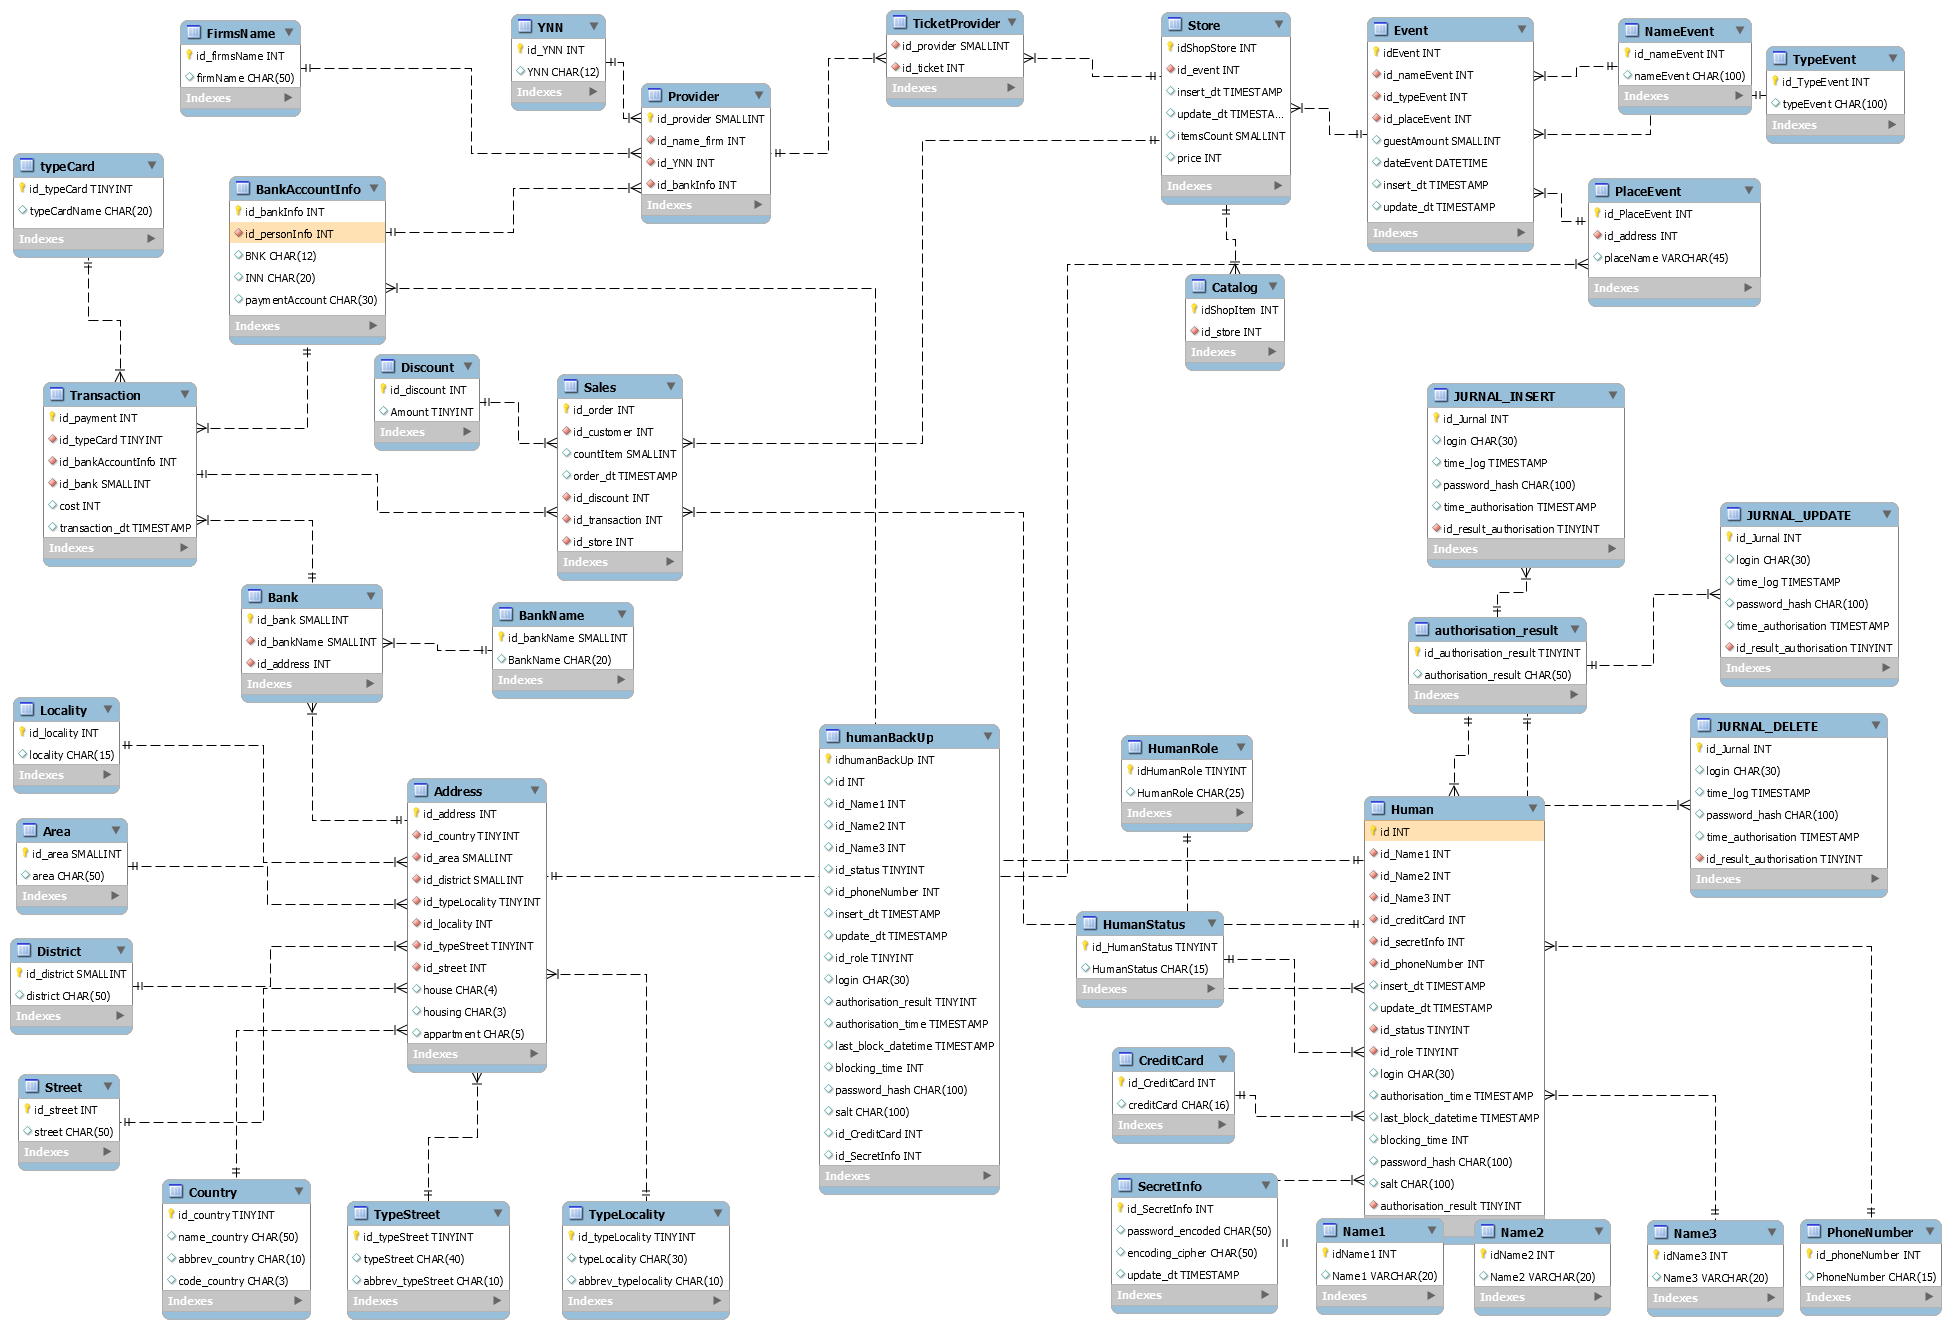 FirmsName
id_firmsName INT
firmName CHAR(50)
Indexes
YNN
id_YNN INT
YNN CHAR(12)
Indexes
Provider
id_provider SMALLINT
id_name_firm INT
id_YNN INT
id_bankInfo INT
Indexes
TicketProvider
id_provider SMALLINT
id_ticket INT
Indexes
Store
idShopStore INT
id_event INT
insert_dt TIMESTAMP
update_dt TIMESTA...
itemsCount SMALLINT
price INT
Indexes
Event
idEvent INT
id_nameEvent INT
id_typeEvent INT
id_placeEvent INT
guestAmount SMALLINT
dateEvent DATETIME
insert_dt TIMESTAMP
update_dt TIMESTAMP
Indexes
NameEvent
id_nameEvent INT
nameEvent CHAR(100)
Indexes
TypeEvent
id_TypeEvent INT
typeEvent CHAR(100)
Indexes
PlaceEvent
id_PlaceEvent INT
id_address INT
placeName VARCHAR(45)
Indexes
typeCard
id_typeCard TINYINT
typeCardName CHAR(20)
Indexes
BankAccountInfo
id_bankInfo INT
id_personInfo INT
BNK CHAR(12)
INN CHAR(20)
paymentAccount CHAR(30)
Indexes
Catalog
idShopItem INT
id_store INT
Indexes
Transaction
id_payment INT
id_typeCard TINYINT
id_bankAccountInfo INT
id_bank SMALLINT
cost INT
transaction_dt TIMESTAMP
Indexes
Discount
id_discount INT
Amount TINYINT
Indexes
Sales
id_order INT
id_customer INT
countItem SMALLINT
order_dt TIMESTAMP
id_discount INT
id_transaction INT
id_store INT
Indexes
JURNAL_INSERT
id_Jurnal INT
login CHAR(30)
time_log TIMESTAMP
password_hash CHAR(100)
time_authorisation TIMESTAMP
id_result_authorisation TINYINT
Indexes
JURNAL_UPDATE
id_Jurnal INT
login CHAR(30)
time_log TIMESTAMP
password_hash CHAR(100)
time_authorisation TIMESTAMP
id_result_authorisation TINYINT
Indexes
Bank
id_bank SMALLINT
id_bankName SMALLINT
id_address INT
Indexes
BankName
id_bankName SMALLINT
BankName CHAR(20)
Indexes
authorisation_result
id_authorisation_result TINYINT
authorisation_result CHAR(50)
Indexes
JURNAL_DELETE
id_Jurnal INT
login CHAR(30)
time_log TIMESTAMP
password_hash CHAR(100)
time_authorisation TIMESTAMP
id_result_authorisation TINYINT
Indexes
Locality
id_locality INT
locality CHAR(15)
Indexes
Area
id_area SMALLINT
area CHAR(50)
Indexes
District
id_district SMALLINT
district CHAR(50)
Indexes
Street
id_street INT
street CHAR(50)
Indexes
Address
id_address INT
id_country TINYINT
id_area SMALLINT
id_district SMALLINT
id_typeLocality TINYINT
id_locality INT
id_typeStreet TINYINT
id_street INT
house CHAR(4)
housing CHAR(3)
appartment CHAR(5)
Indexes
humanBackUp
idhumanBackUp INT
id INT
id_Name1 INT
id_Name2 INT
id_Name3 INT
id_status TINYINT
id_phoneNumber INT
insert_dt TIMESTAMP
update_dt TIMESTAMP
id_role TINYINT
login CHAR(30)
authorisation_result TINYINT
authorisation_time TIMESTAMP
last_block_datetime TIMESTAMP
blocking_time INT
password_hash CHAR(100)
salt CHAR(100)
id_CreditCard INT
id_SecretInfo INT
Indexes
HumanRole
idHumanRole TINYINT
HumanRole CHAR(25)
Indexes
HumanStatus
id_HumanStatus TINYINT
HumanStatus CHAR(15)
Indexes
CreditCard
id_CreditCard INT
creditCard CHAR(16)
Indexes
SecretInfo
id_SecretInfo INT
password_encoded CHAR(50)
encoding_cipher CHAR(50)
update_dt TIMESTAMP
Indexes
Human
id INT
id_Name1 INT
id_Name2 INT
id_Name3 INT
id_creditCard INT
id_secretInfo INT
id_phoneNumber INT
insert_dt TIMESTAMP
update_dt TIMESTAMP
id_status TINYINT
id_role TINYINT
login CHAR(30)
authorisation_time TIMESTAMP
last_block_datetime TIMESTAMP
blocking_time INT
password_hash CHAR(100)
salt CHAR(100)
authorisation_result TINYINT
Country
id_country TINYINT
name_country CHAR(50)
abbrev_country CHAR(10)
code_country CHAR(3)
Indexes
TypeStreet
id_typeStreet TINYINT
typeStreet CHAR(40)
abbrev_typeStreet CHAR(10)
Indexes
TypeLocality
id_typeLocality TINYINT
typeLocality CHAR(30)
abbrev_typelocality CHAR(10)
Indexes
Name1
idName1 INT
Name1 VARCHAR(20)
Indexes
Name2
idName2 INT
Name2 VARCHAR(20)
Indexes
Name3
idName3 INT
Name3 VARCHAR(20)
Indexes
PhoneNumber
id_phoneNumber INT
PhoneNumber CHAR(15)
Indexes